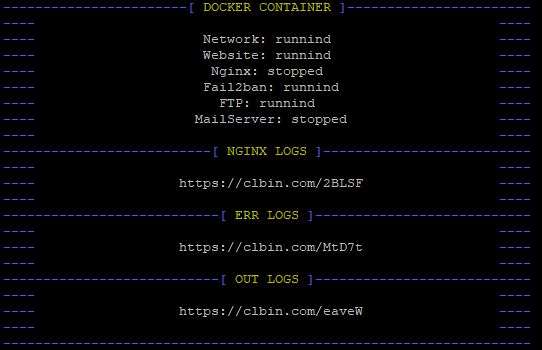 [ DOCKER CONTAINER ]
Network: runnind
Website: runnind
Nginx: stopped
Fail2ban: runnind
FTP: runnind
MailServer: stopped
[ NGINX LOGS ]
https://clbin.com/2BLSF
[ ERR LOGS ]
https://clbin.com/MtD7t
[ OUT LOGS ]
https://clbin.com/eaveW